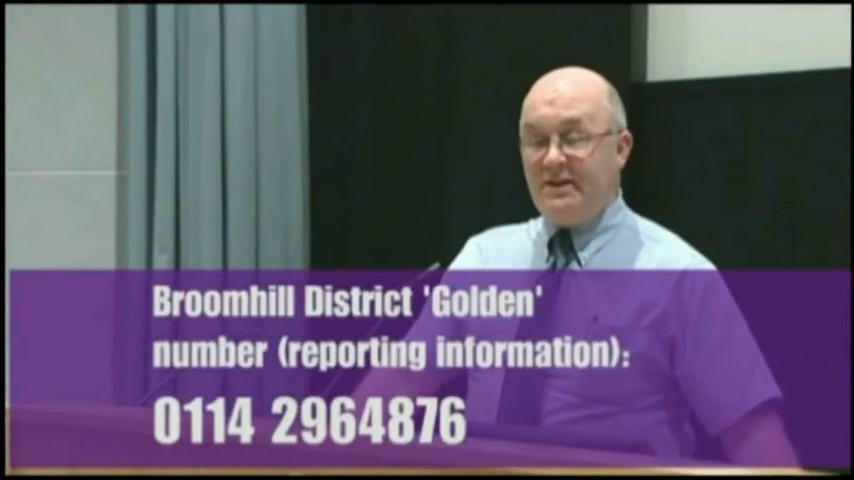 Broomhill District 'Golden'
number (reporting information):
0114 2964876